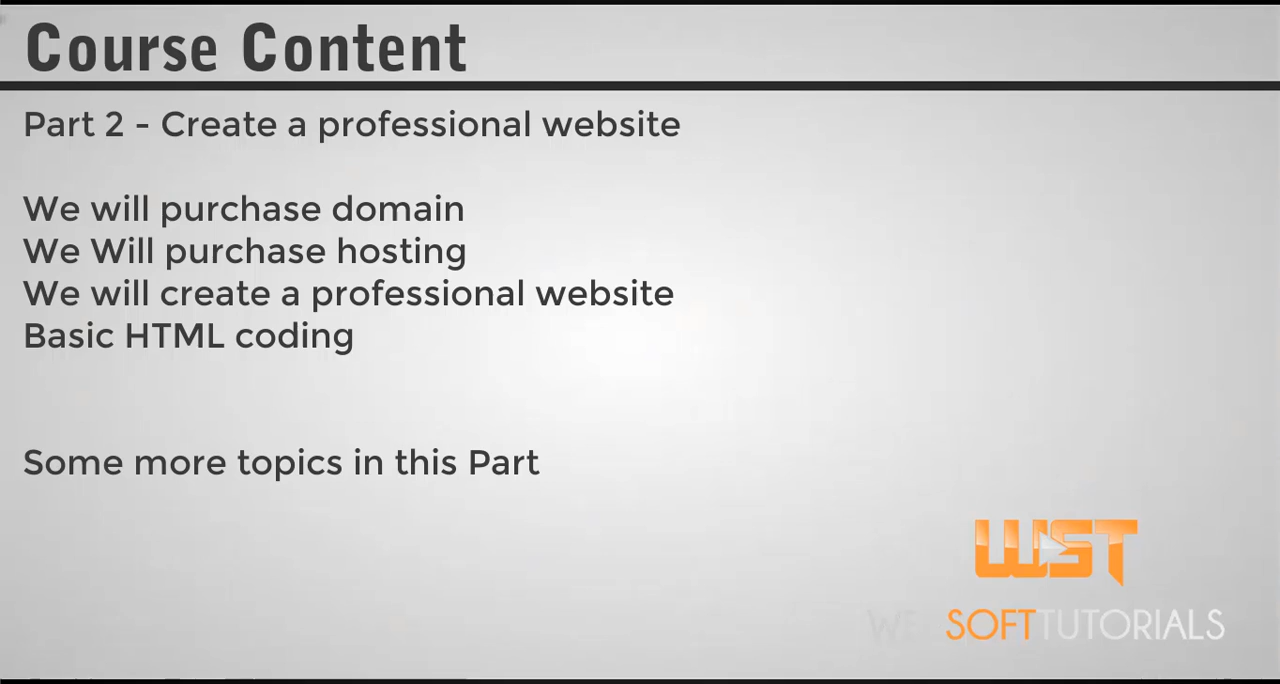 Course Content
Part 2 - Create a professional website
We will purchase domain
We Will purchase hosting
We will create a professional website
Basic HTML coding
Some more topics in this Part
WST
SOFTTUTORIALS